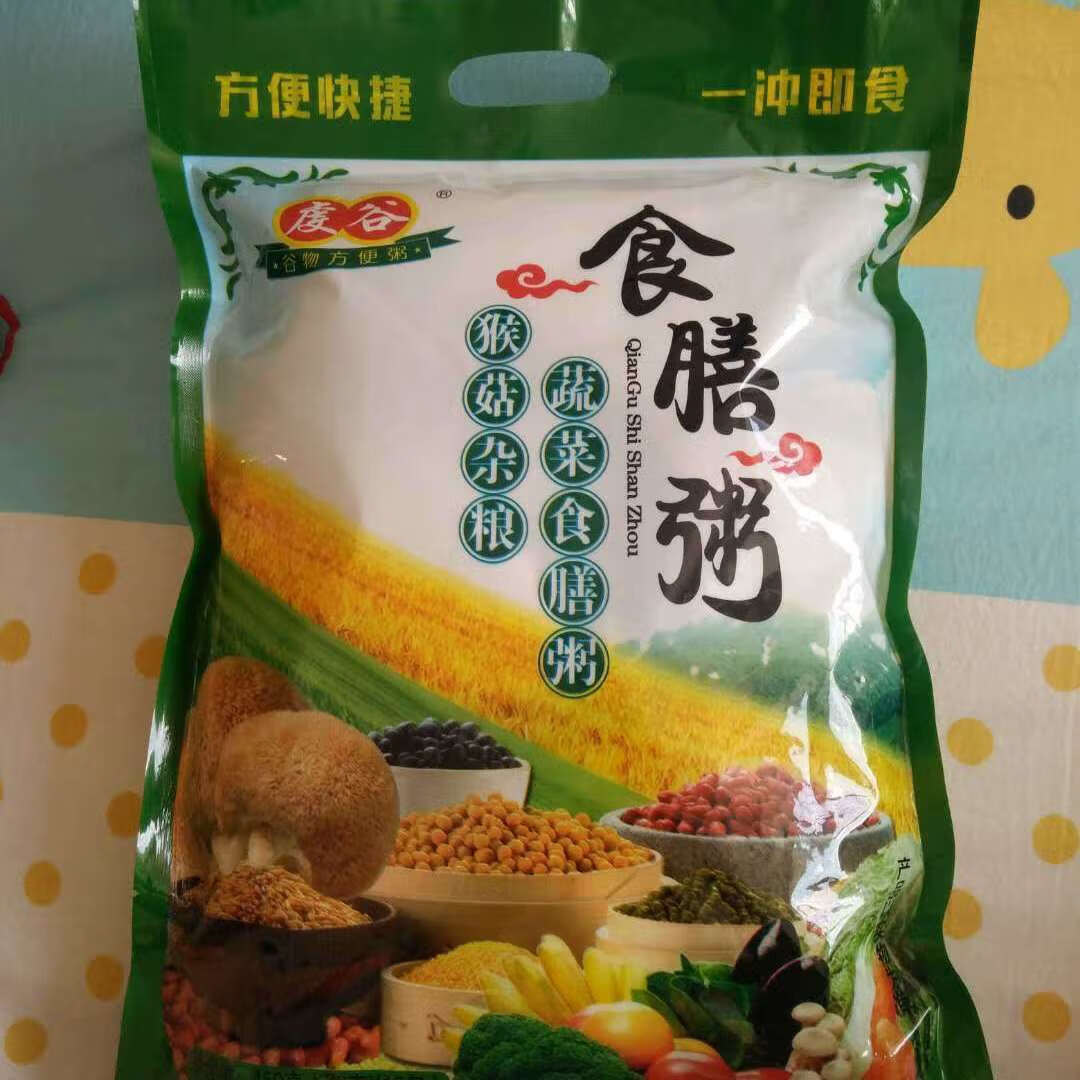 方便快捷
一冲即食
虔谷
®
谷物方便粥
食膳粥
QianGu Shi Shan Zhou
蔬菜食膳粥
猴菇杂粮